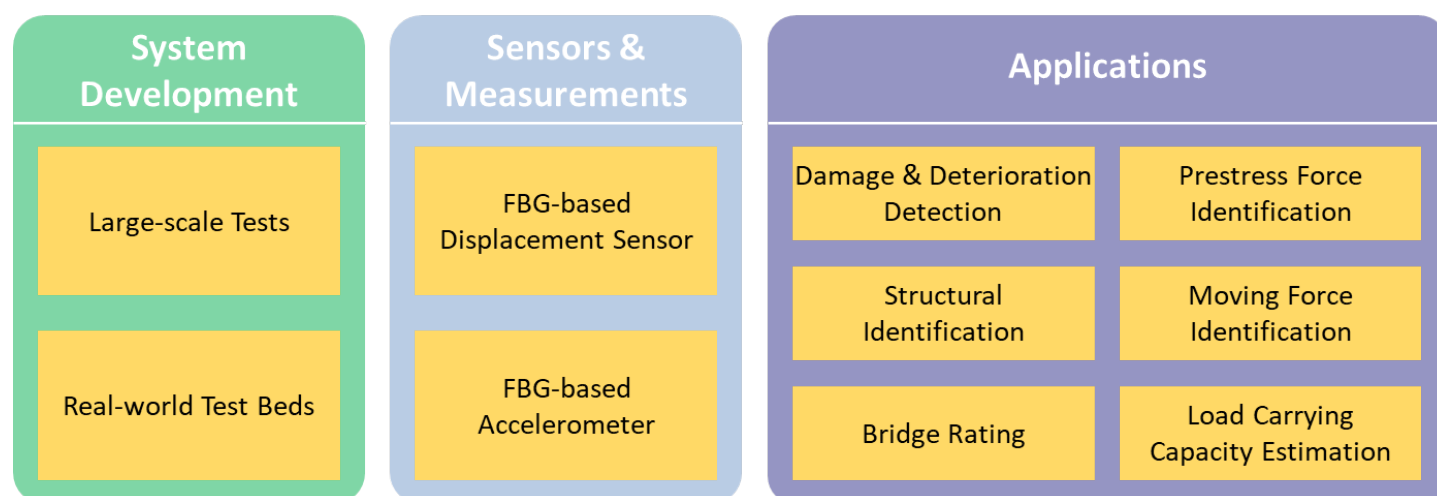 System
Development
Large-scale Tests
Real-world Test Beds
Sensors &
Measurements
FBG-based
Displacement Sensor
FBG-based
Accelerometer
Applications
Damage & Deterioration
Detection
Prestress Force
Identification
Structural
Identification
Moving Force
Identification
Bridge Rating
Load Carrying
Capacity Estimation